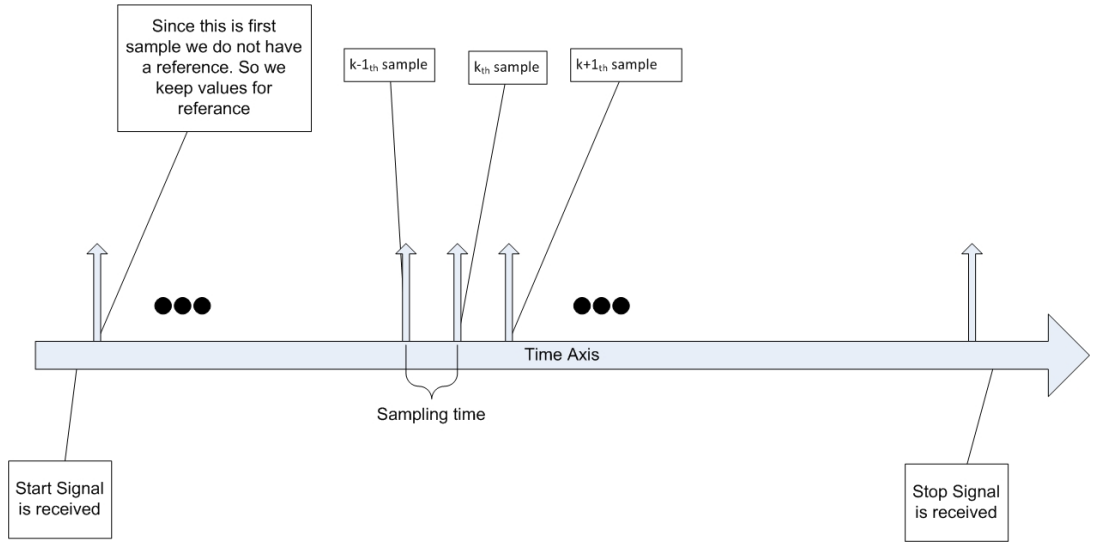 Since this is first
sample we do not have
a reference. So we
keep values for
referance
k-1th sample
kth sample
k+1th sample
Time Axis
Sampling time
Start Signal
is received
Stop Signal
is received